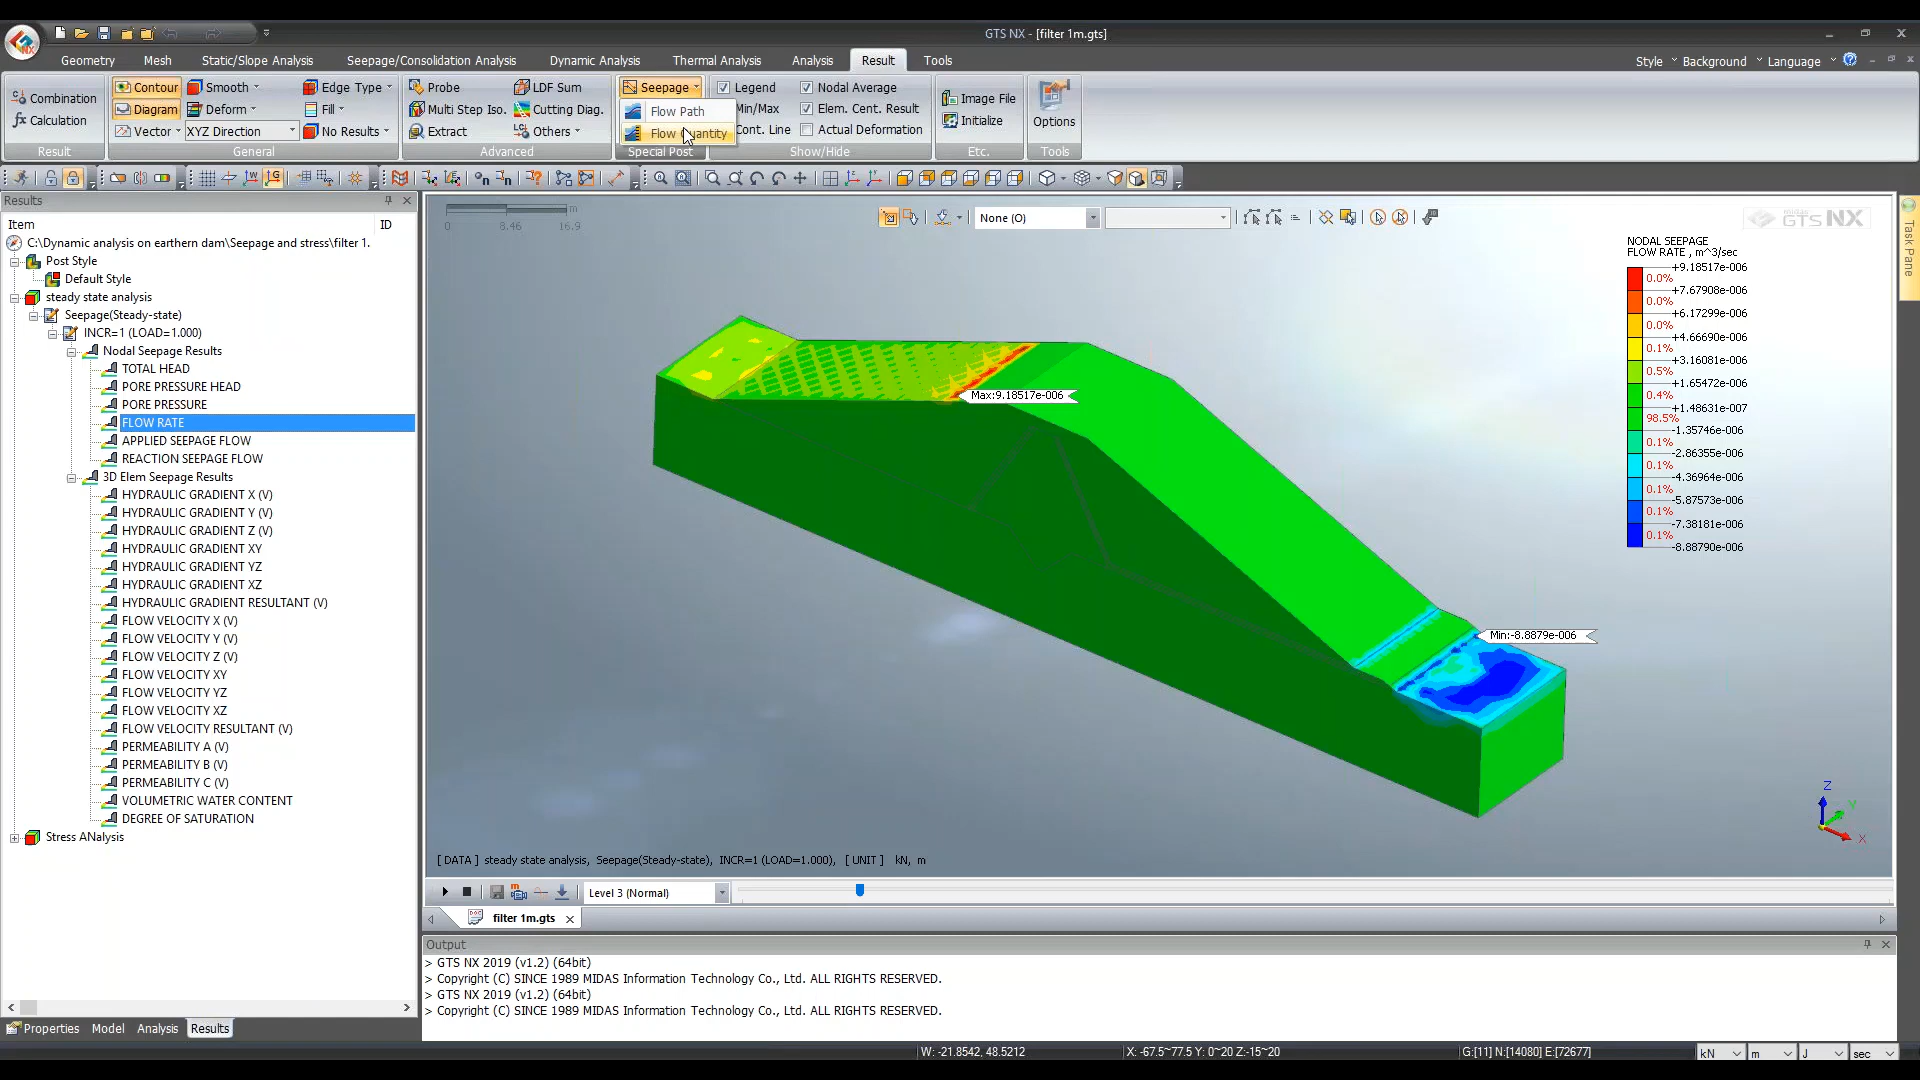 GTS NX - [filter 1m.gts]
Geometry Mesh Static/Slope Analysis Seepage/Consolidation Analysis Dynamic Analysis Thermal Analysis Analysis Result Tools
Style Background Language
Combination
Calculation
Result
Contour Smooth Edge Type
Diagram Deform Fill
Vector XYZ Direction No Results
General
Probe LDF Sum
Multi Step Iso. Cutting Diag.
Extract Others
Advanced
Seepage
Flow Path
Flow Quantity
Special Post
Legend Nodal Average
Min/Max Elem. Cent. Result
Cont. Line Actual Deformation
Show/Hide
Image File
Initialize
Etc.
Options
Tools
Results
Item ID
C:\Dynamic analysis on earthern dam\Seepage and stress\filter 1.
Post Style
Default Style
steady state analysis
Seepage(Steady-state)
INCR=1 (LOAD=1.000)
Nodal Seepage Results
TOTAL HEAD
PORE PRESSURE HEAD
PORE PRESSURE
FLOW RATE
APPLIED SEEPAGE FLOW
REACTION SEEPAGE FLOW
3D Elem Seepage Results
HYDRAULIC GRADIENT X (V)
HYDRAULIC GRADIENT Y (V)
HYDRAULIC GRADIENT Z (V)
HYDRAULIC GRADIENT XY
HYDRAULIC GRADIENT YZ
HYDRAULIC GRADIENT XZ
HYDRAULIC GRADIENT RESULTANT (V)
FLOW VELOCITY X (V)
FLOW VELOCITY Y (V)
FLOW VELOCITY Z (V)
FLOW VELOCITY XY
FLOW VELOCITY YZ
FLOW VELOCITY XZ
FLOW VELOCITY RESULTANT (V)
PERMEABILITY A (V)
PERMEABILITY B (V)
PERMEABILITY C (V)
VOLUMETRIC WATER CONTENT
DEGREE OF SATURATION
Stress ANalysis
Properties Model Analysis Results
m
0 8.46 16.9
None (O)
midas GTS NX
Task Pane
NODAL SEEPAGE
FLOW RATE , m^3/sec
+9.18517e-006
0.0%
+7.67908e-006
0.0%
+6.17299e-006
0.0%
+4.66690e-006
0.1%
+3.16081e-006
0.5%
+1.65472e-006
0.4%
+1.48631e-007
98.5%
-1.35746e-006
0.1%
-2.86355e-006
0.1%
-4.36964e-006
0.1%
-5.87573e-006
0.1%
-7.38181e-006
0.1%
-8.88790e-006
Max:9.18517e-006
Min:-8.8879e-006
Z
Y
X
[ DATA ] steady state analysis, Seepage(Steady-state), INCR=1 (LOAD=1.000), [ UNIT ] kN, m
Level 3 (Normal)
filter 1m.gts
Output
> GTS NX 2019 (v1.2) (64bit)
> Copyright (C) SINCE 1989 MIDAS Information Technology Co., Ltd. ALL RIGHTS RESERVED.
> GTS NX 2019 (v1.2) (64bit)
> Copyright (C) SINCE 1989 MIDAS Information Technology Co., Ltd. ALL RIGHTS RESERVED.
W: -21.8542, 48.5212 X: -67.5~77.5 Y: 0~20 Z:-15~20 G:[11] N:[14080] E:[72677] kN m J sec